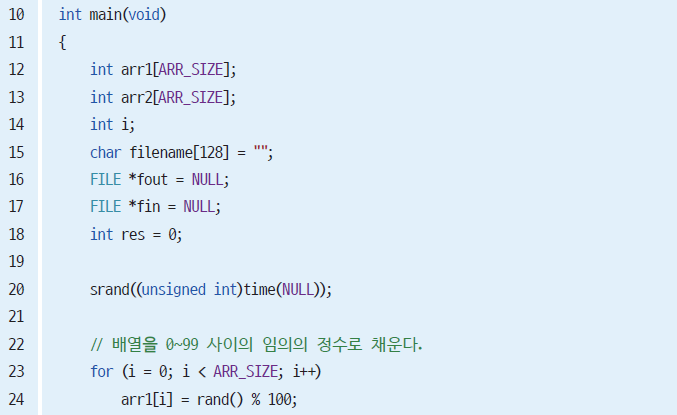 10 int main(void)
11 {
12 int arr1[ARR_SIZE];
13 int arr2[ARR_SIZE];
14 int i;
15 char filename[128] = "";
16 FILE *fout = NULL;
17 FILE *fin = NULL;
18 int res = 0;
19
20 srand((unsigned int)time(NULL));
21
22 // 배열을 0~99 사이의 임의의 정수로 채운다.
23 for (i = 0; i < ARR_SIZE; i++)
24 arr1[i] = rand() % 100;